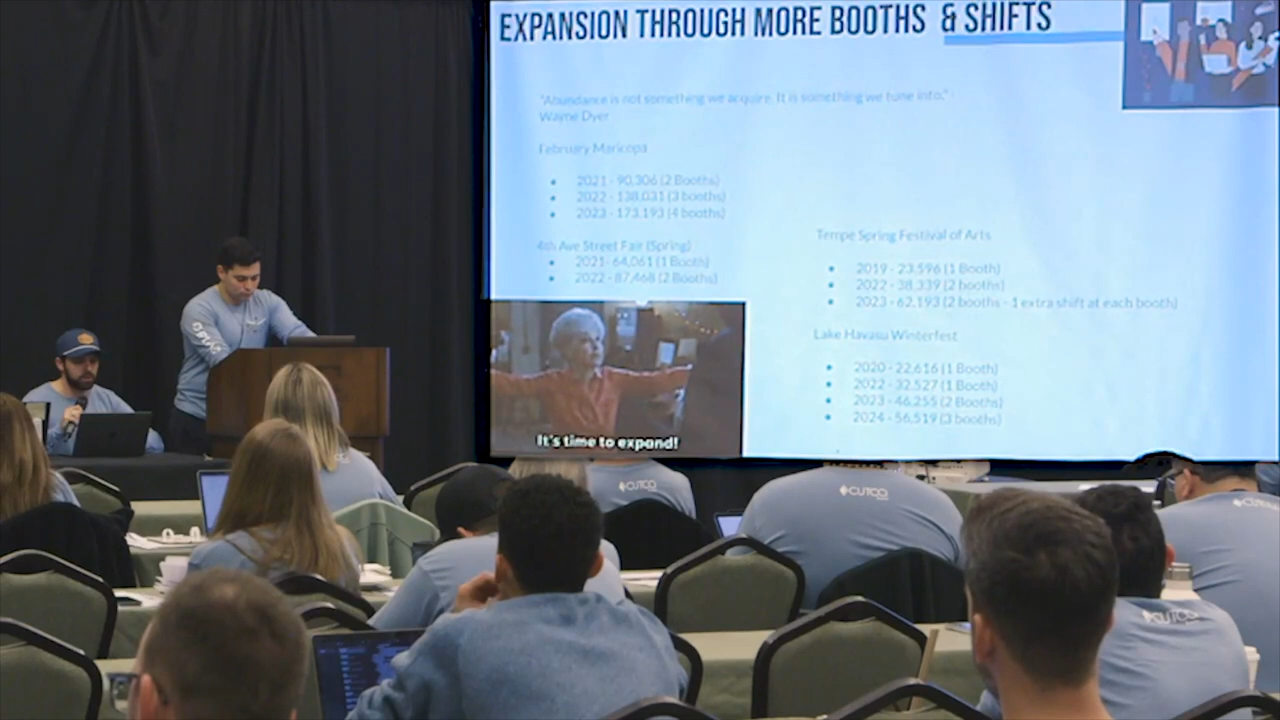 EXPANSION THROUGH MORE BOOTHS & SHIFTS
"Abundance is not something we acquire. It is something we tune into."
Wayne Dyer
February Maricopa
• 2021 - 90,306 (2 Booths)
• 2022 - 138,031 (3 booths)
• 2023 - 173,193 (4 booths)
4th Ave Street Fair (Spring)
• 2021- 64,061 (1 Booth)
• 2022 - 87,468 (2 Booths)
Tempe Spring Festival of Arts
• 2019 - 23,596 (1 Booth)
• 2022 - 38,339 (2 booths)
• 2023 - 62,193 (2 booths - 1 extra shift at each booth)
Lake Havasu Winterfest
• 2020 - 22,616 (1 Booth)
• 2022 - 32,527 (1 Booth)
• 2023 - 46,255 (2 Booths)
• 2024 - 56,519 (3 booths)
It's time to expand!
CUTCO
CUTCO
CUTCO